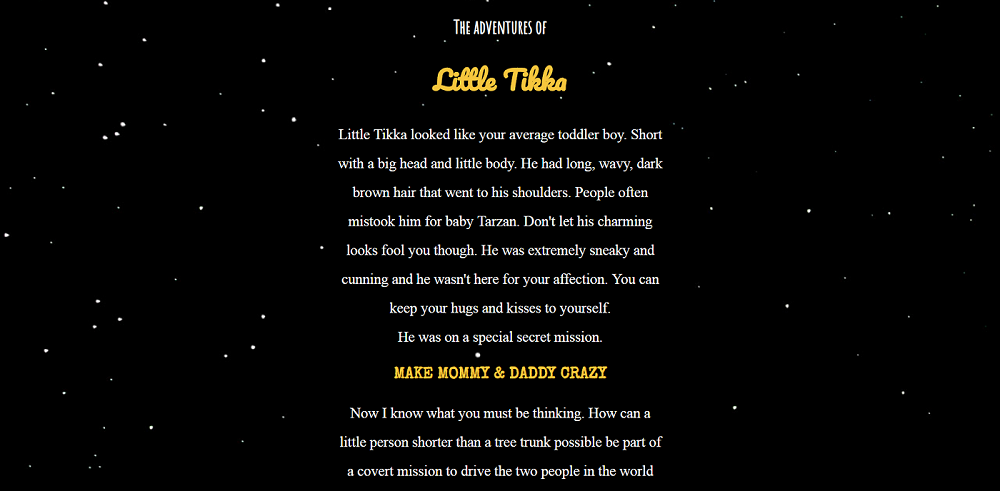 The adventures of
Little Tikka
Little Tikka looked like your average toddler boy. Short
with a big head and little body. He had long, wavy, dark
brown hair that went to his shoulders. People often
mistook him for baby Tarzan. Don't let his charming
looks fool you though. He was extremely sneaky and
cunning and he wasn't here for your affection. You can
keep your hugs and kisses to yourself.
He was on a special secret mission.
MAKE MOMMY & DADDY CRAZY
Now I know what you must be thinking. How can a
little person shorter than a tree trunk possible be part of
a covert mission to drive the two people in the world